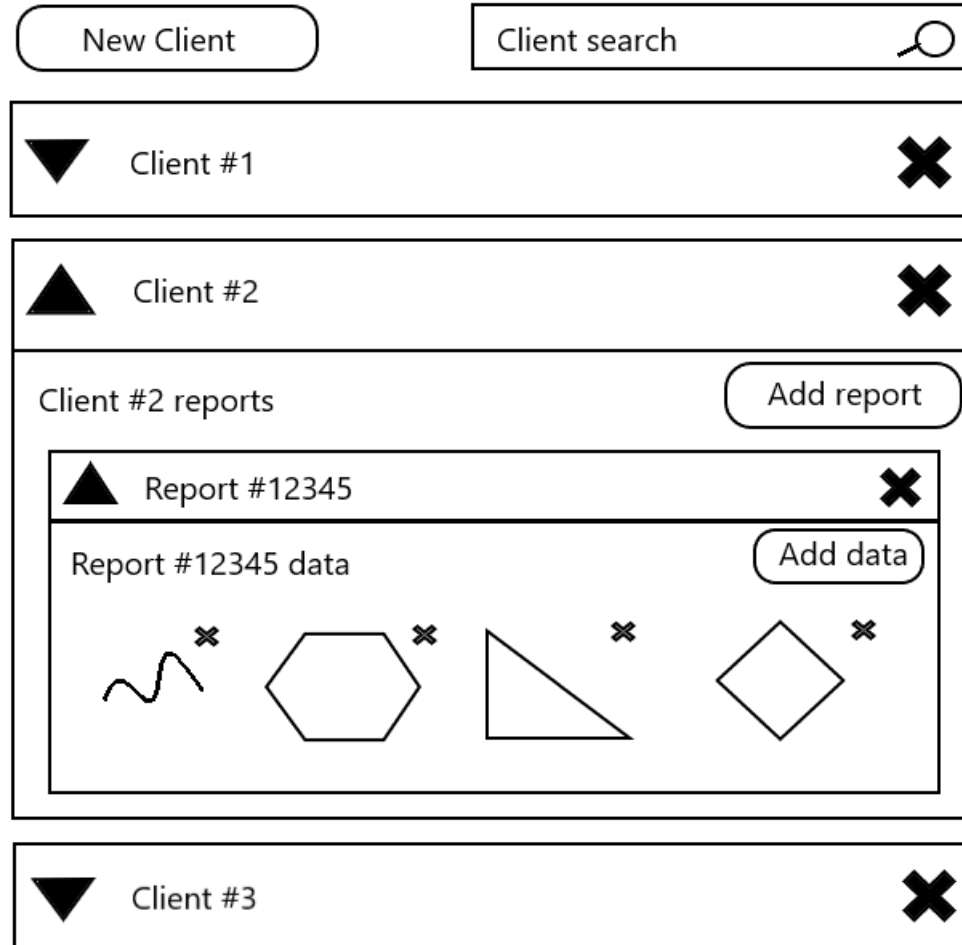 New Client
Client search
Client #1
Client #2
Client #2 reports
Add report
Report #12345
Report #12345 data
Add data
Client #3